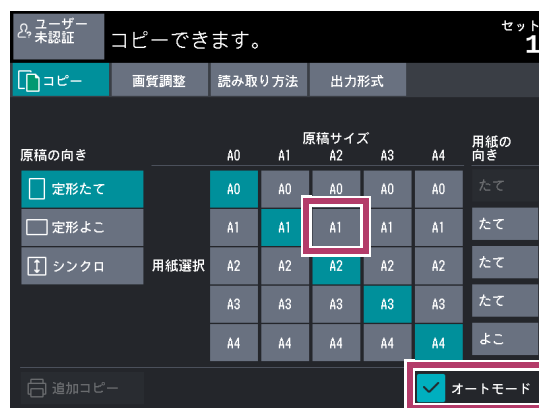 ユーザー
未認証
コピーできます。
セット
1
コピー 画質調整 読み取り方法 出力形式
原稿サイズ
原稿の向き A0 A1 A2 A3 A4 用紙の
向き
定形たて A0 A0 A0 A0 A0 たて
定形よこ A1 A1 A1 A1 A1 たて
シンクロ 用紙選択 A2 A2 A2 A2 A2 たて
A3 A3 A3 A3 A3 たて
A4 A4 A4 A4 A4 よこ
追加コピー オートモード